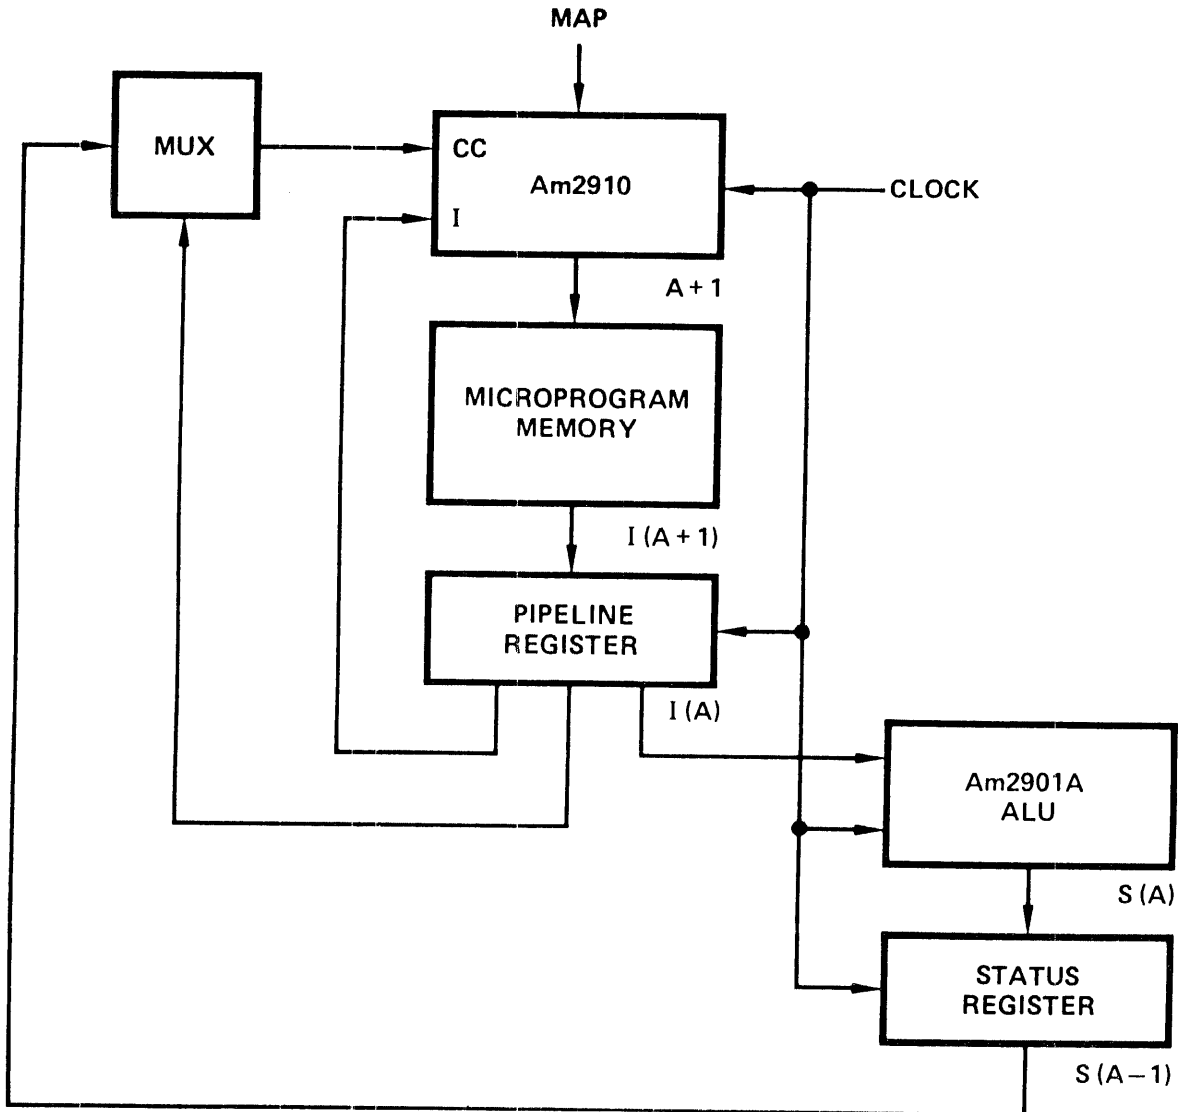 MAP
MUX
CC
Am2910
CLOCK
I
A + 1
MICROPROGRAM
MEMORY
I (A + 1)
PIPELINE
REGISTER
I (A)
Am2901A
ALU
S (A)
STATUS
REGISTER
S (A – 1)